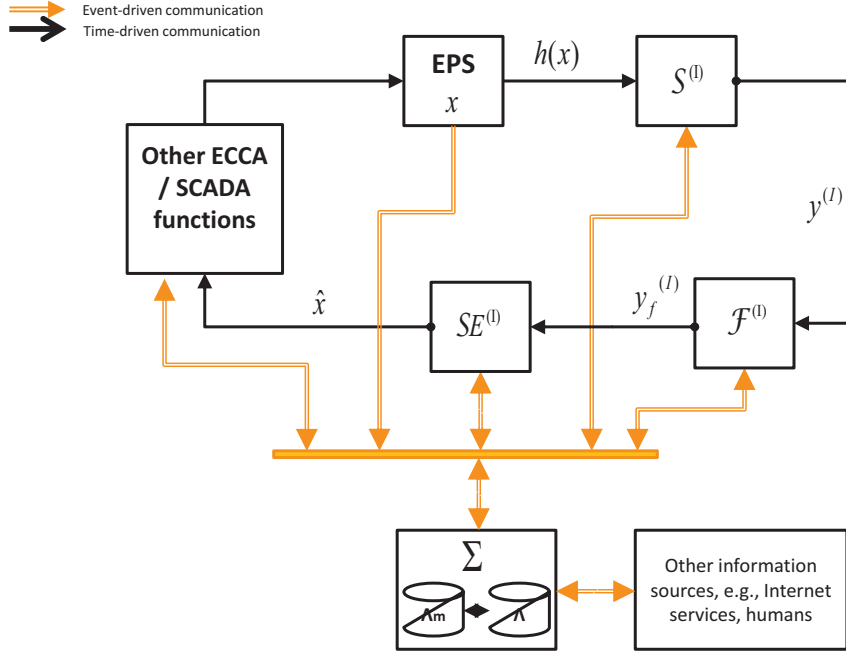 Event-driven communication
Time-driven communication
EPS
x
h(x)
S^(I)
Other ECCA
/ SCADA
functions
y^(I)
x̂
SE^(I)
y_f^(I)
ℱ^(I)
Σ
Λm
Λ
Other information
sources, e.g., Internet
services, humans